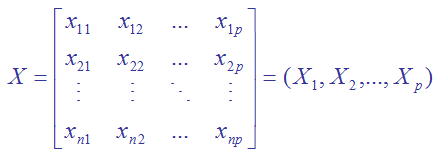 X = [ x₁₁ x₁₂ ... x₁ₚ
x₂₁ x₂₂ ... x₂ₚ
⋮ ⋮ ⋱ ⋮
xₙ₁ xₙ₂ ... xₙₚ ] = ( X₁, X₂ ,..., Xₚ )